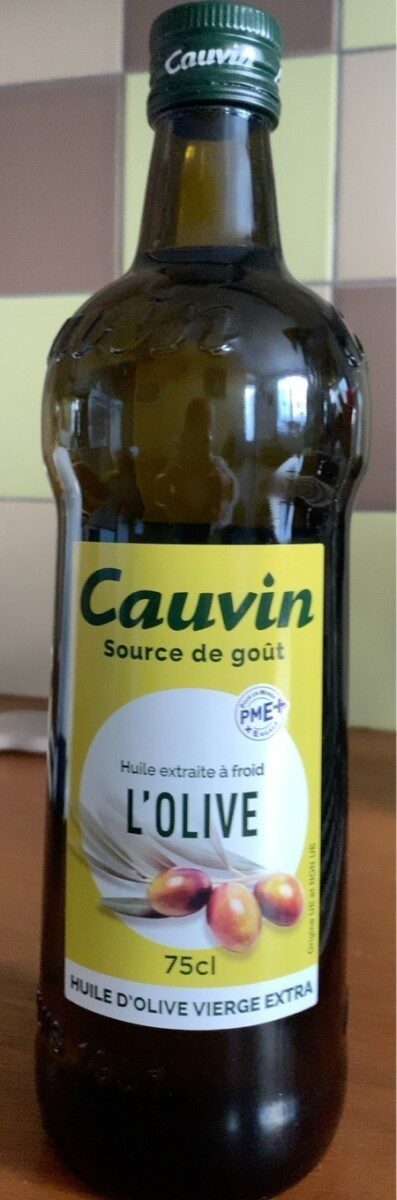 Cauvin
Cauvin
Source de goût
PME+
Huile extraite à froid
L'OLIVE
Origine UE et NON UE
75cl
HUILE D'OLIVE VIERGE EXTRA